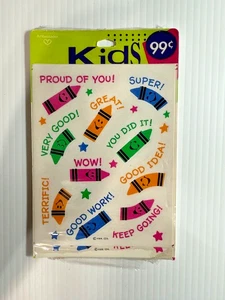 Kids
99¢
PROUD OF YOU!
SUPER!
GREAT!
VERY GOOD!
YOU DID IT!
WOW!
GOOD IDEA!
TERRIFIC!
GOOD WORK!
KEEP GOING!